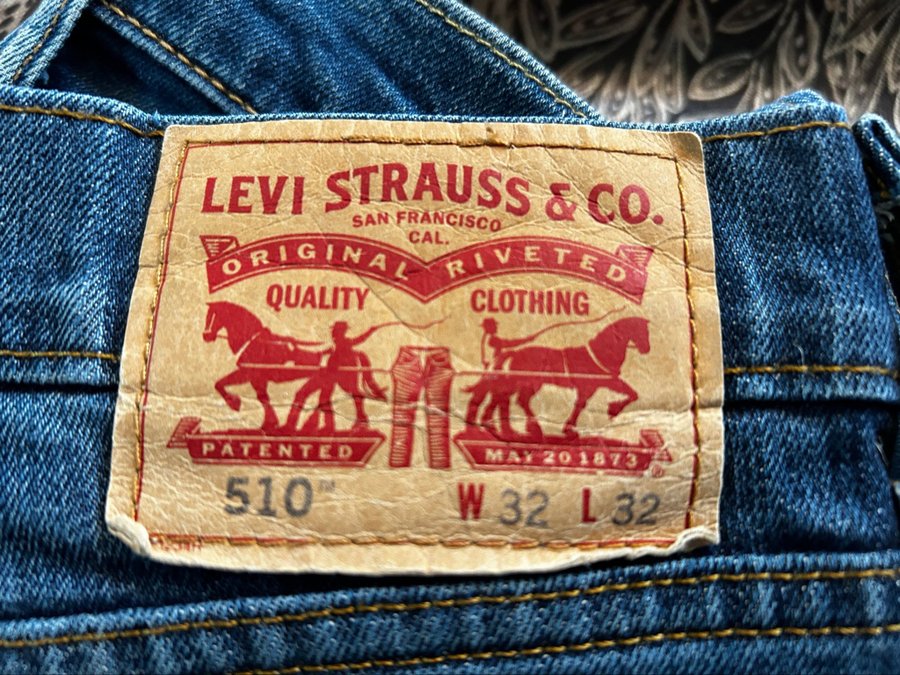 LEVI STRAUSS & CO.
SAN FRANCISCO
CAL.
ORIGINAL RIVETED
QUALITY CLOTHING
PATENTED MAY 20 1873
510™ W 32 L 32